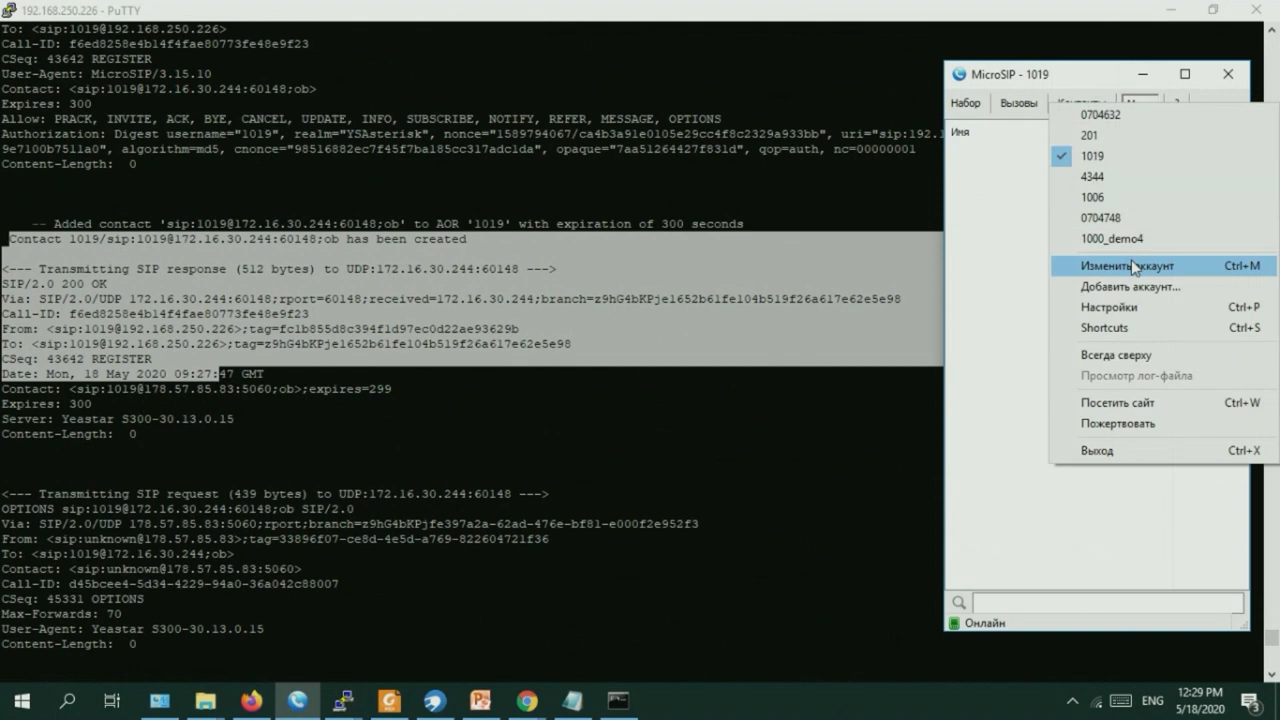 192.168.250.226 - PuTTY
To: <sip:1019@192.168.250.226>
Call-ID: f6ed8258e4b14f4fae80773fe48e9f23
CSeq: 43642 REGISTER
User-Agent: MicroSIP/3.15.10
Contact: <sip:1019@172.16.30.244:60148;ob>
Expires: 300
Allow: PRACK, INVITE, ACK, BYE, CANCEL, UPDATE, INFO, SUBSCRIBE, NOTIFY, REFER, MESSAGE, OPTIONS
Authorization: Digest username="1019", realm="YSAsterisk", nonce="1589794067/ca4b3a91e0105e29cc4f8c2329a933bb", uri="sip:192.1
9e7100b7511a0", algorithm=md5, cnonce="98516882ec7f45f7ba185cc317adc1da", opaque="7aa51264427f831d", qop=auth, nc=00000001
Content-Length:  0
-- Added contact 'sip:1019@172.16.30.244:60148;ob' to AOR '1019' with expiration of 300 seconds
Contact 1019/sip:1019@172.16.30.244:60148;ob has been created
<--- Transmitting SIP response (512 bytes) to UDP:172.16.30.244:60148 --->
SIP/2.0 200 OK
Via: SIP/2.0/UDP 172.16.30.244:60148;rport=60148;received=172.16.30.244;branch=z9hG4bKPje1652b61fe104b519f26a617e62e5e98
Call-ID: f6ed8258e4b14f4fae80773fe48e9f23
From: <sip:1019@192.168.250.226>;tag=fc1b855d8c394f1d97ec0d22ae93629b
To: <sip:1019@192.168.250.226>;tag=z9hG4bKPje1652b61fe104b519f26a617e62e5e98
CSeq: 43642 REGISTER
Date: Mon, 18 May 2020 09:27:47 GMT
Contact: <sip:1019@178.57.85.83:5060;ob>;expires=299
Expires: 300
Server: Yeastar S300-30.13.0.15
Content-Length:  0
<--- Transmitting SIP request (439 bytes) to UDP:172.16.30.244:60148 --->
OPTIONS sip:1019@172.16.30.244:60148;ob SIP/2.0
Via: SIP/2.0/UDP 178.57.85.83:5060;rport;branch=z9hG4bKPjfe397a2a-62ad-476e-bf81-e000f2e952f3
From: <sip:unknown@178.57.85.83>;tag=33896f07-ce8d-4e5d-a769-822604721f36
To: <sip:1019@172.16.30.244;ob>
Contact: <sip:unknown@178.57.85.83:5060>
Call-ID: d45bcee4-5d34-4229-94a0-36a042c88007
CSeq: 45331 OPTIONS
Max-Forwards: 70
User-Agent: Yeastar S300-30.13.0.15
Content-Length:  0
MicroSIP - 1019
Набор Вызовы
Имя
0704632
201
1019
4344
1006
0704748
1000_demo4
Изменить аккаунт Ctrl+M
Добавить аккаунт...
Настройки Ctrl+P
Shortcuts Ctrl+S
Всегда сверху
Просмотр лог-файла
Посетить сайт Ctrl+W
Пожертвовать
Выход Ctrl+X
Онлайн
ENG
12:29 PM
5/18/2020
3